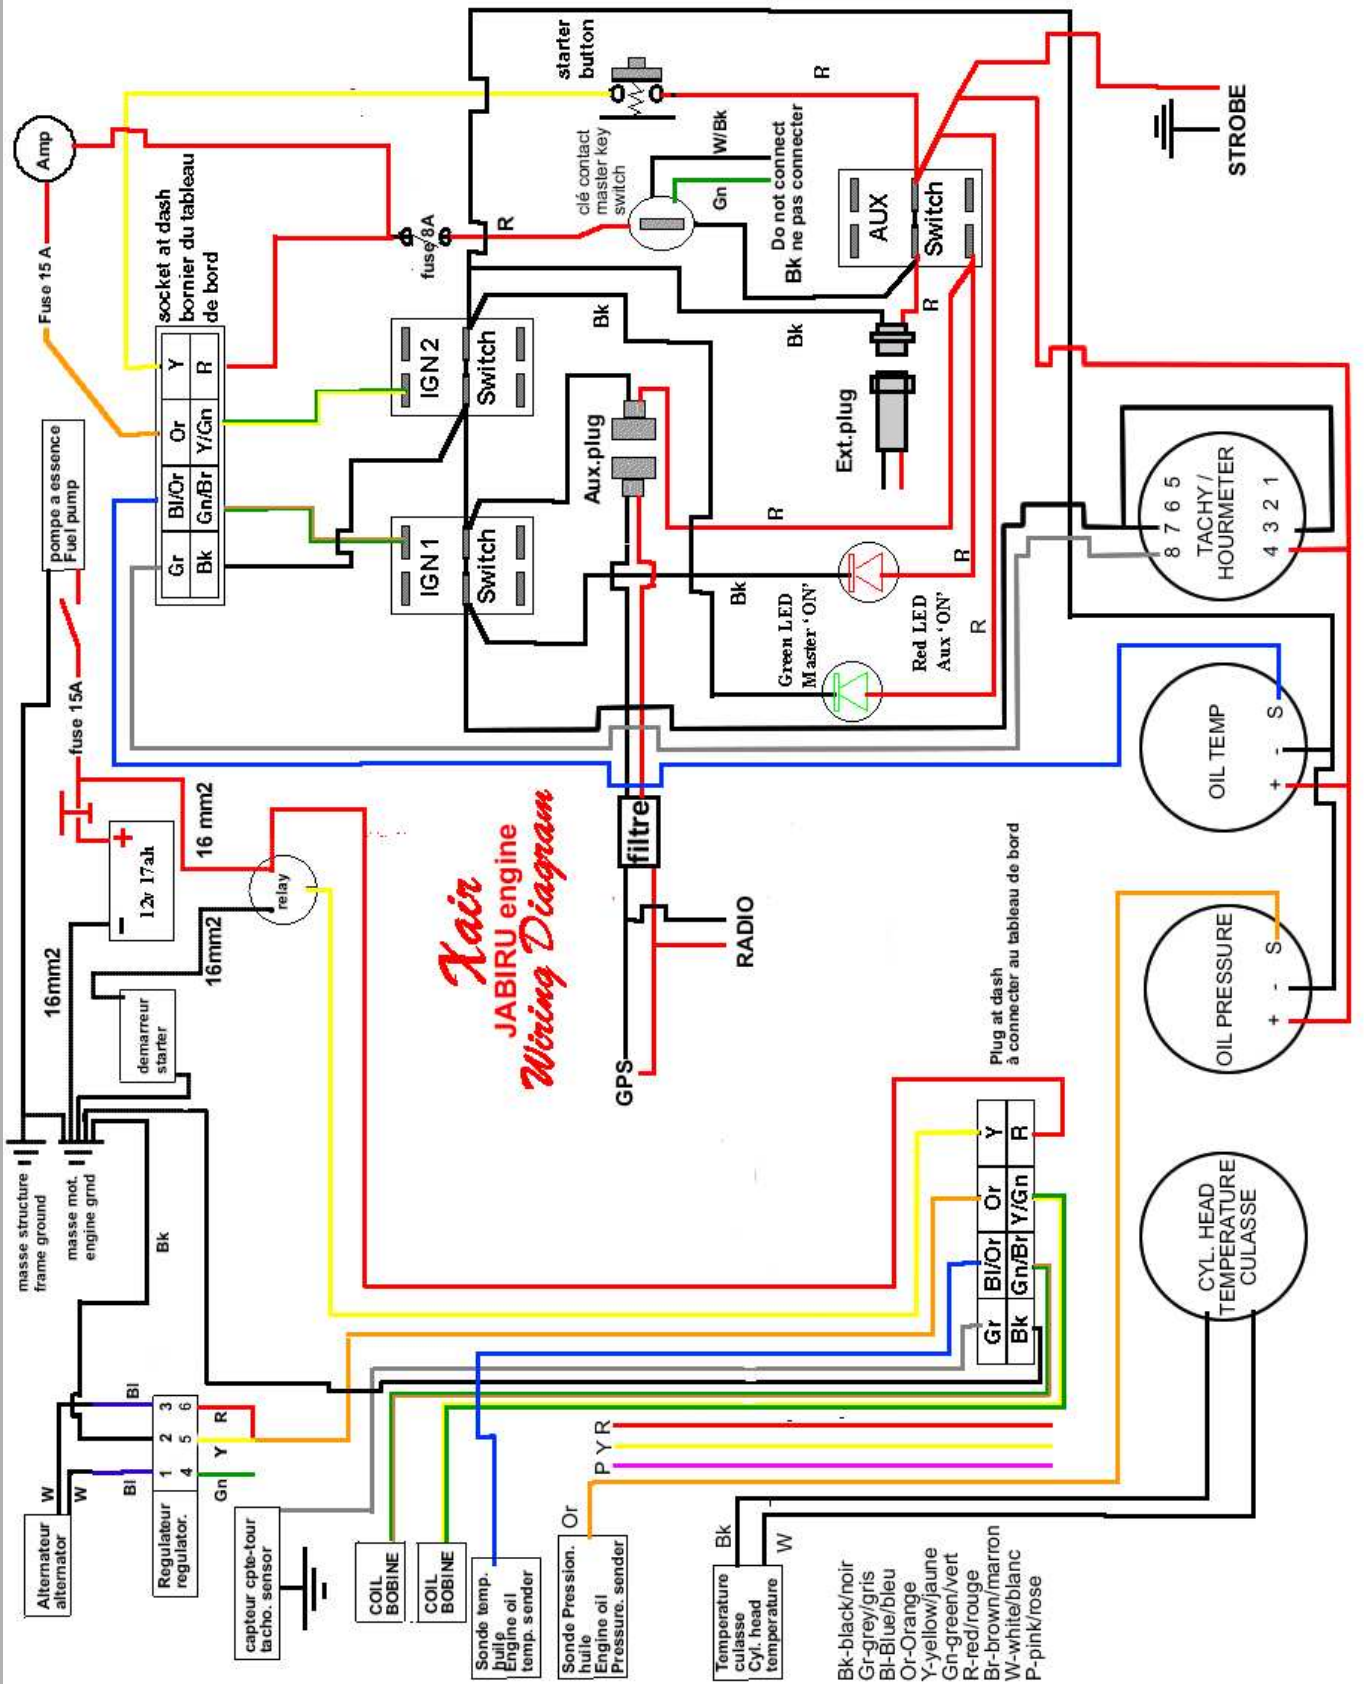 Alternateur
alternator
W
W
Bl
Bl
Regulateur
regulator.
1 2 3
4 5 6
Gn
Y
R
masse structure
frame ground
masse mot.
engine grnd
Bk
demarreur
starter
16mm2
16mm2
12v 17ah
+
-
16 mm2
relay
fuse 15A
pompe a essence
Fuel pump
Fuse 15 A
Amp
socket at dash
bornier du tableau
de bord
Gr Bl/Or Or Y
Bk Gn/Br Y/Gn R
fuse 8A
R
IGN1
Switch
IGN2
Switch
starter
button
R
clé contact
master key
switch
W/Bk
Gn
Do not connect
Bk ne pas connecter
AUX
Switch
R
Bk
Bk
Bk
Aux.plug
Ext.plug
R
R
R
Green LED
Master ‘ON’
Red LED
Aux ‘ON’
STROBE
Xair
JABIRU engine
Wiring Diagram
filtre
GPS
RADIO
capteur cpte-tour
tacho. sensor
COIL
BOBINE
COIL
BOBINE
Sonde temp.
huile
Engine oil
temp. sender
Sonde Pression.
huile
Engine oil
Pressure. sender
Or
P Y R
Temperature
culasse
Cyl. head
temperature
Bk
W
Plug at dash
à connecter au tableau de bord
Gr Bl/Or Or Y
Bk Gn/Br Y/Gn R
CYL. HEAD
TEMPERATURE
CULASSE
OIL PRESSURE
+ - S
OIL TEMP
+ - S
8 7 6 5
TACHY /
HOURMETER
4 3 2 1
Bk-black/noir
Gr-grey/gris
Bl-Blue/bleu
Or-Orange
Y-yellow/jaune
Gn-green/vert
R-red/rouge
Br-brown/marron
W-white/blanc
P-pink/rose